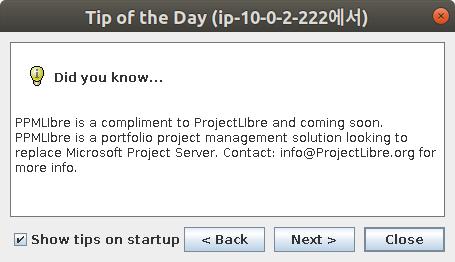 Tip of the Day (ip-10-0-2-222에서)
Did you know...
PPMLIbre is a compliment to ProjectLIbre and coming soon.
PPMLIbre is a portfolio project management solution looking to
replace Microsoft Project Server. Contact: info@ProjectLibre.org for
more info.
Show tips on startup < Back Next > Close